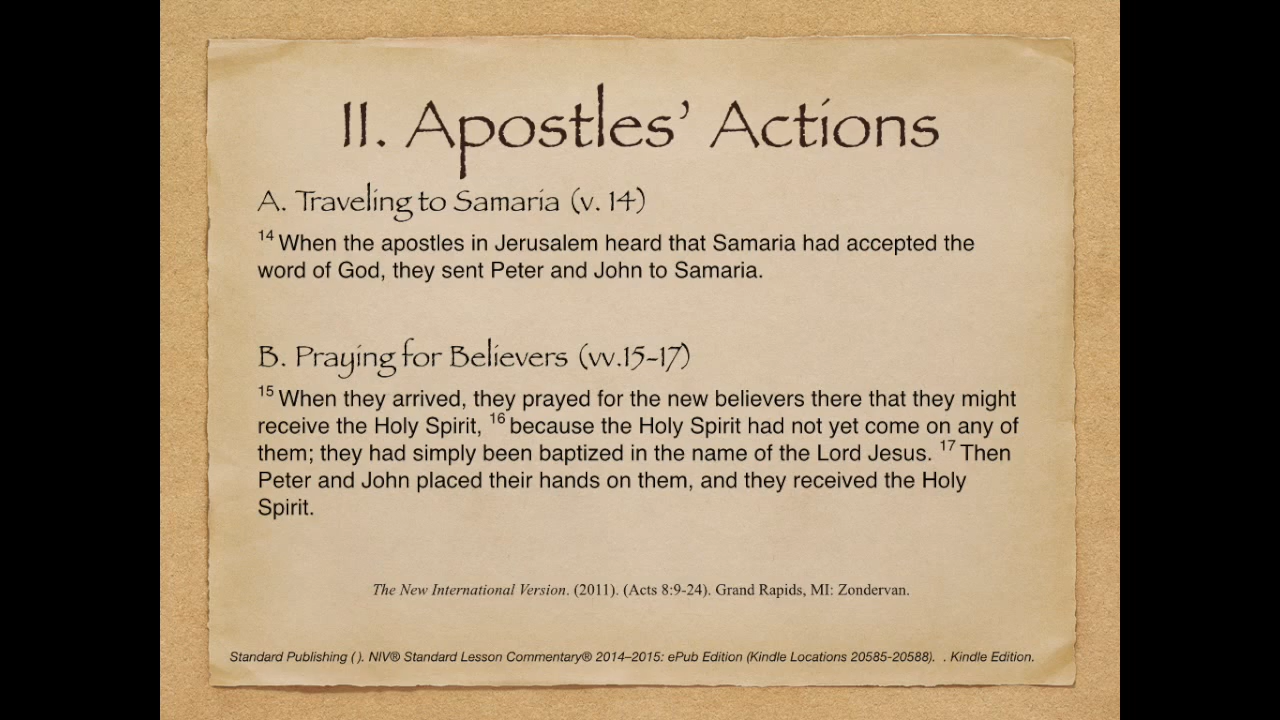 II. Apostles’ Actions
A. Traveling to Samaria (v. 14)
14 When the apostles in Jerusalem heard that Samaria had accepted the
word of God, they sent Peter and John to Samaria.
B. Praying for Believers (vv.15-17)
15 When they arrived, they prayed for the new believers there that they might
receive the Holy Spirit, 16 because the Holy Spirit had not yet come on any of
them; they had simply been baptized in the name of the Lord Jesus. 17 Then
Peter and John placed their hands on them, and they received the Holy
Spirit.
The New International Version. (2011). (Acts 8:9-24). Grand Rapids, MI: Zondervan.
Standard Publishing ( ). NIV® Standard Lesson Commentary® 2014–2015: ePub Edition (Kindle Locations 20585-20588). . Kindle Edition.